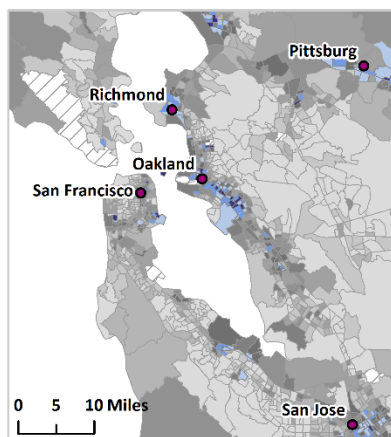 Pittsburg
Richmond
Oakland
San Francisco
0 5 10 Miles
San Jose